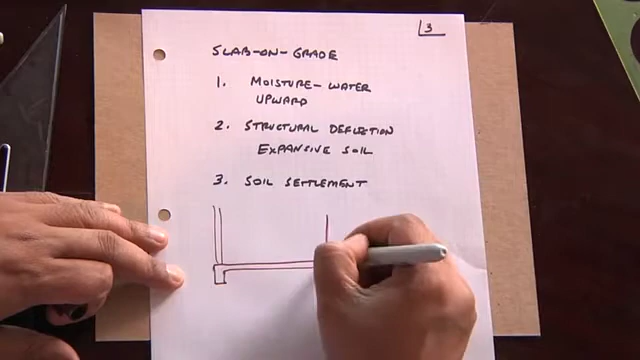 3
SLAB-ON-GRADE
1. MOISTURE-WATER
UPWARD
2. STRUCTURAL DEFLECTION
EXPANSIVE SOIL
3. SOIL SETTLEMENT